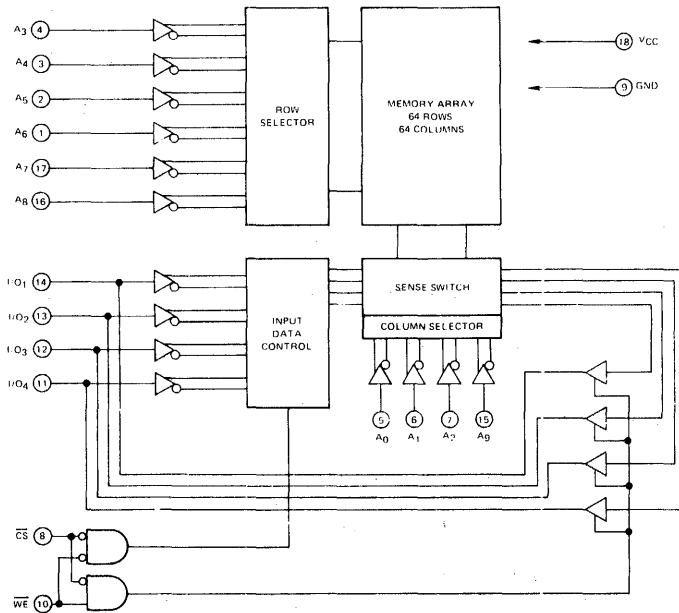 A3 4
A4 3
A5 2
A6 1
A7 17
A8 16
ROW
SELECTOR
MEMORY ARRAY
64 ROWS
64 COLUMNS
18 VCC
9 GND
I/O1 14
I/O2 13
I/O3 12
I/O4 11
INPUT
DATA
CONTROL
SENSE SWITCH
COLUMN SELECTOR
5 6 7 15
A0 A1 A2 A9
CS 8
WE 10